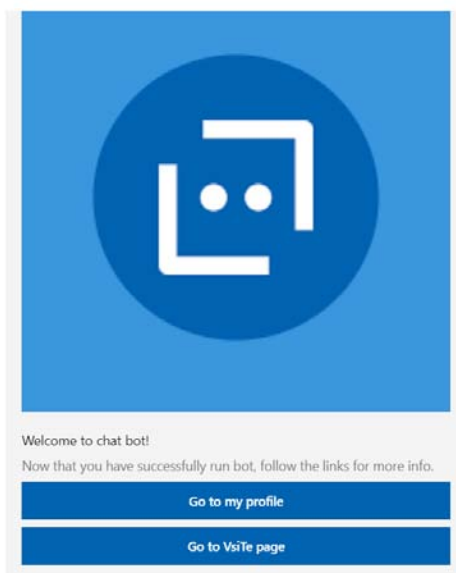 Welcome to chat bot!
Now that you have successfully run bot, follow the links for more info.
Go to my profile
Go to VsiTe page